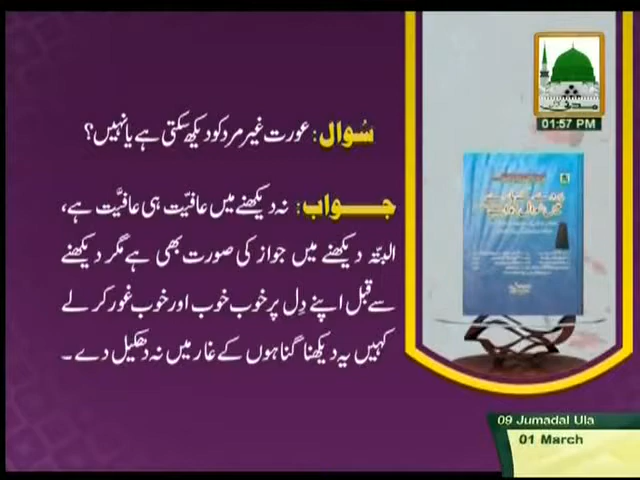 سُوال: عورت غیر مرد کو دیکھ سکتی ہے یا نہیں؟
جواب: نہ دیکھنے میں عافیّت ہی عافیَّت ہے،
البتّہ دیکھنے میں جواز کی صورت بھی ہے مگر دیکھنے
سے قبل اپنے دِل پر خوب خوب اور خوب غور کر لے
کہیں یہ دیکھنا گناہوں کے غار میں نہ دھکیل دے۔
01:57 PM
09 Jumadal Ula
01 March